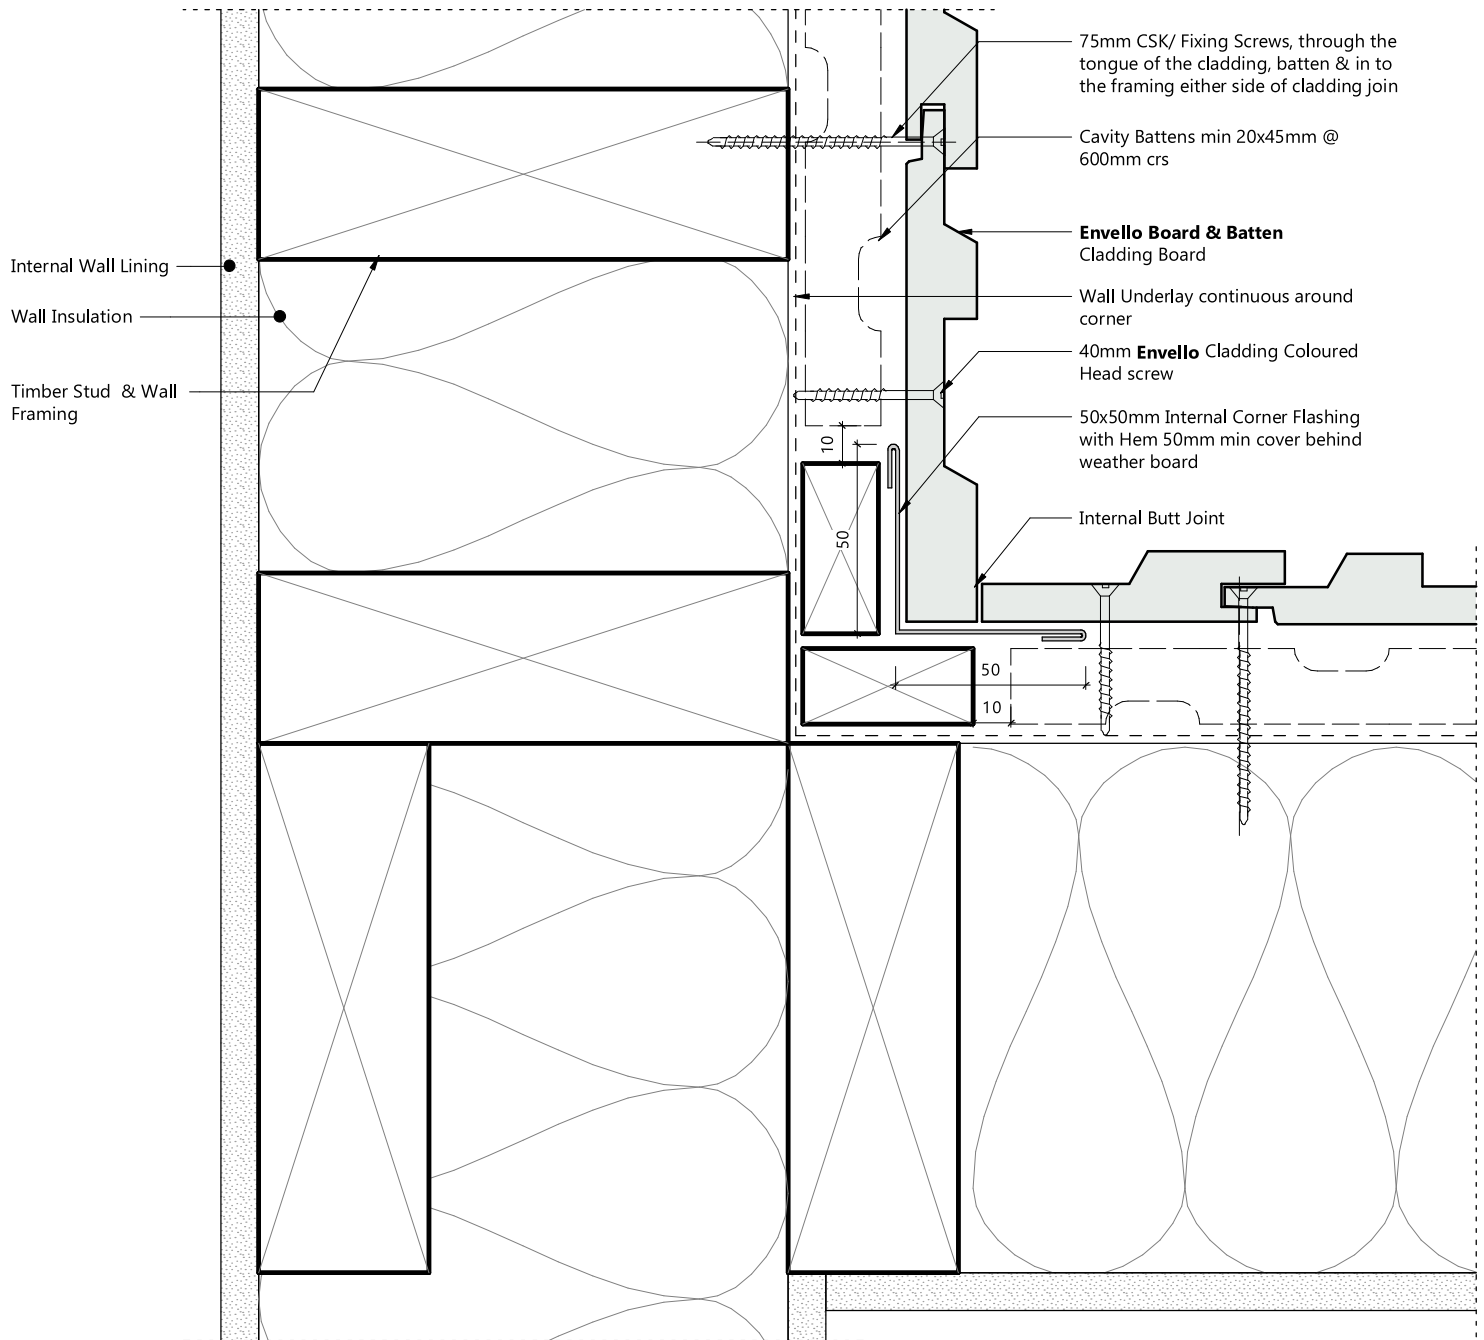 75mm CSK/ Fixing Screws, through the
tongue of the cladding, batten & in to
the framing either side of cladding join
Cavity Battens min 20x45mm @
600mm crs
Envello Board & Batten
Cladding Board
Wall Underlay continuous around
corner
40mm Envello Cladding Coloured
Head screw
50x50mm Internal Corner Flashing
with Hem 50mm min cover behind
weather board
Internal Butt Joint
Internal Wall Lining
Wall Insulation
Timber Stud & Wall
Framing
10
50
50
10